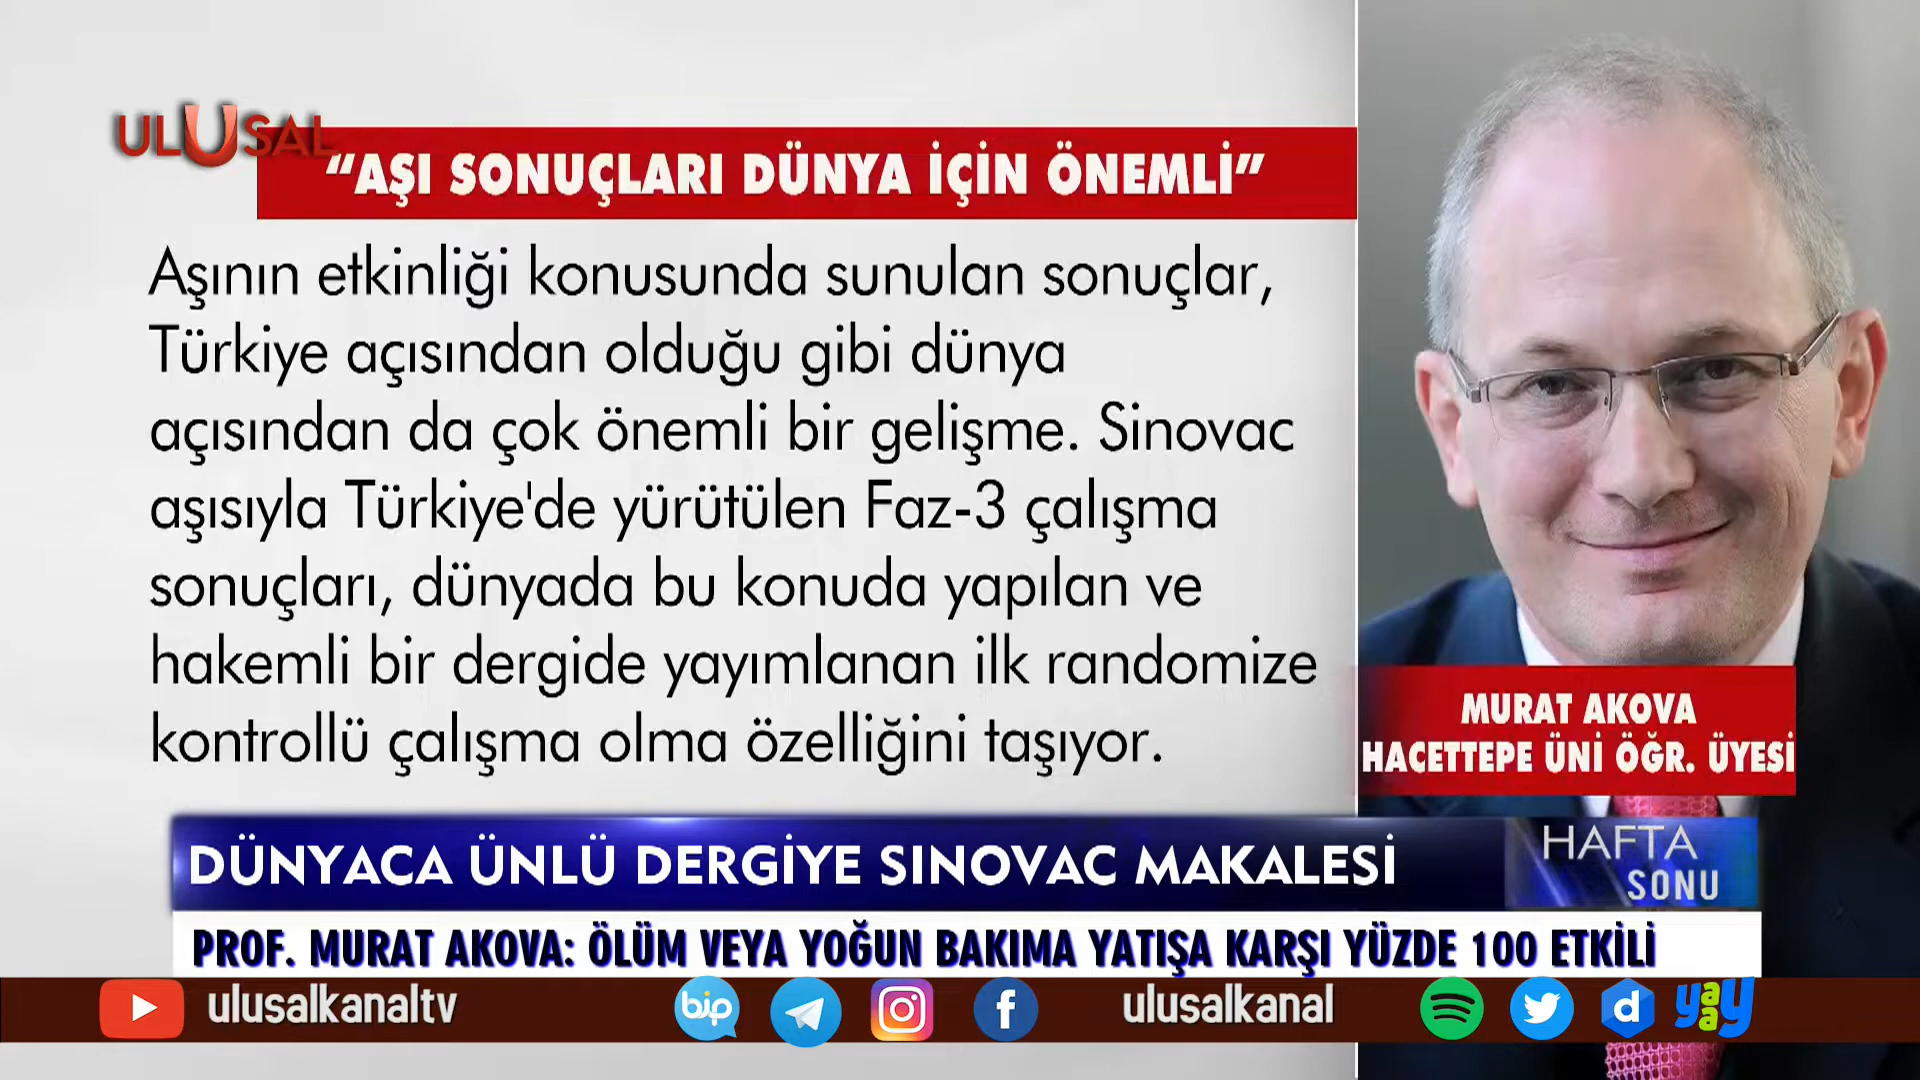 ULUSAL
“AŞI SONUÇLARI DÜNYA İÇİN ÖNEMLİ”
Aşının etkinliği konusunda sunulan sonuçlar,
Türkiye açısından olduğu gibi dünya
açısından da çok önemli bir gelişme. Sinovac
aşısıyla Türkiye'de yürütülen Faz-3 çalışma
sonuçları, dünyada bu konuda yapılan ve
hakemli bir dergide yayımlanan ilk randomize
kontrollü çalışma olma özelliğini taşıyor.
MURAT AKOVA
HACETTEPE ÜNİ ÖĞR. ÜYESİ
DÜNYACA ÜNLÜ DERGİYE SINOVAC MAKALESİ
HAFTA
SONU
PROF. MURAT AKOVA: ÖLÜM VEYA YOĞUN BAKIMA YATIŞA KARŞI YÜZDE 100 ETKİLİ
ulusalkanaltv
bip
ulusalkanal
d
yaay